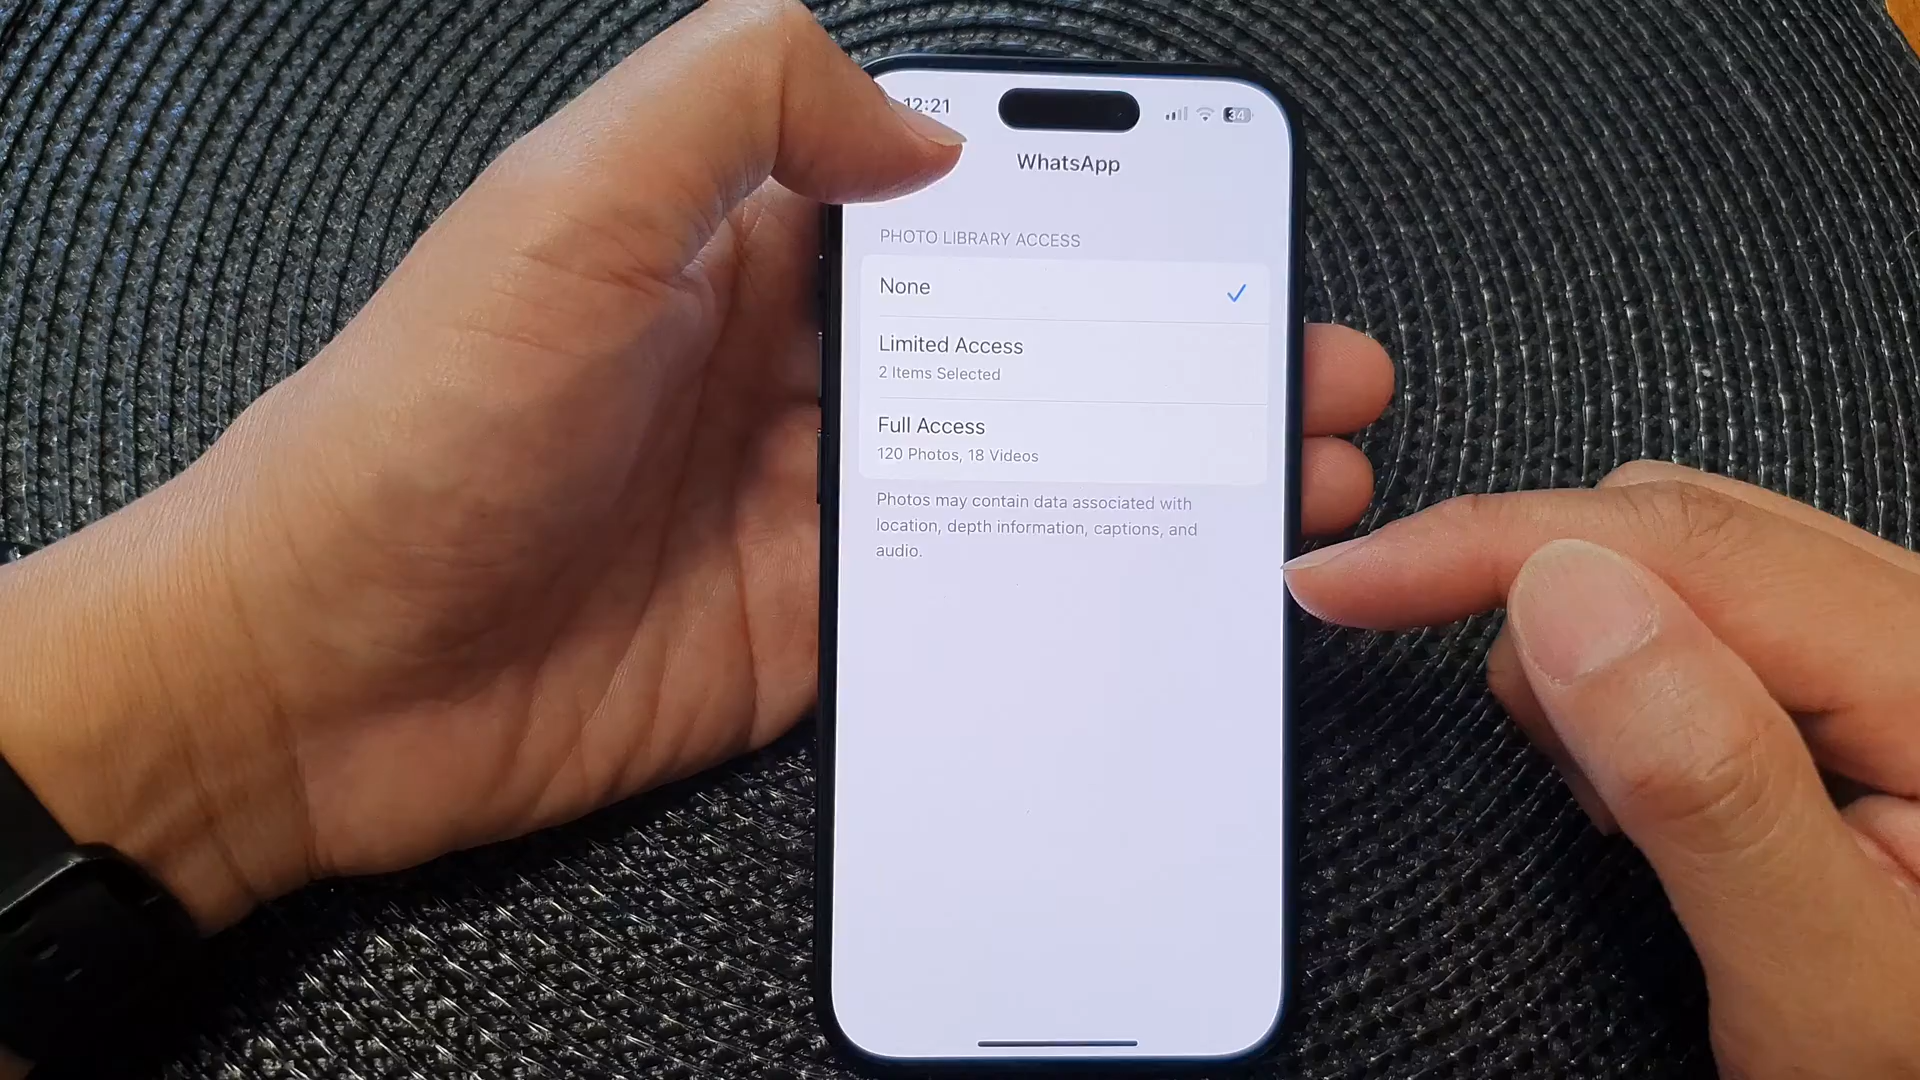 12:21
34
WhatsApp
PHOTO LIBRARY ACCESS
None
Limited Access
2 Items Selected
Full Access
120 Photos, 18 Videos
Photos may contain data associated with
location, depth information, captions, and
audio.